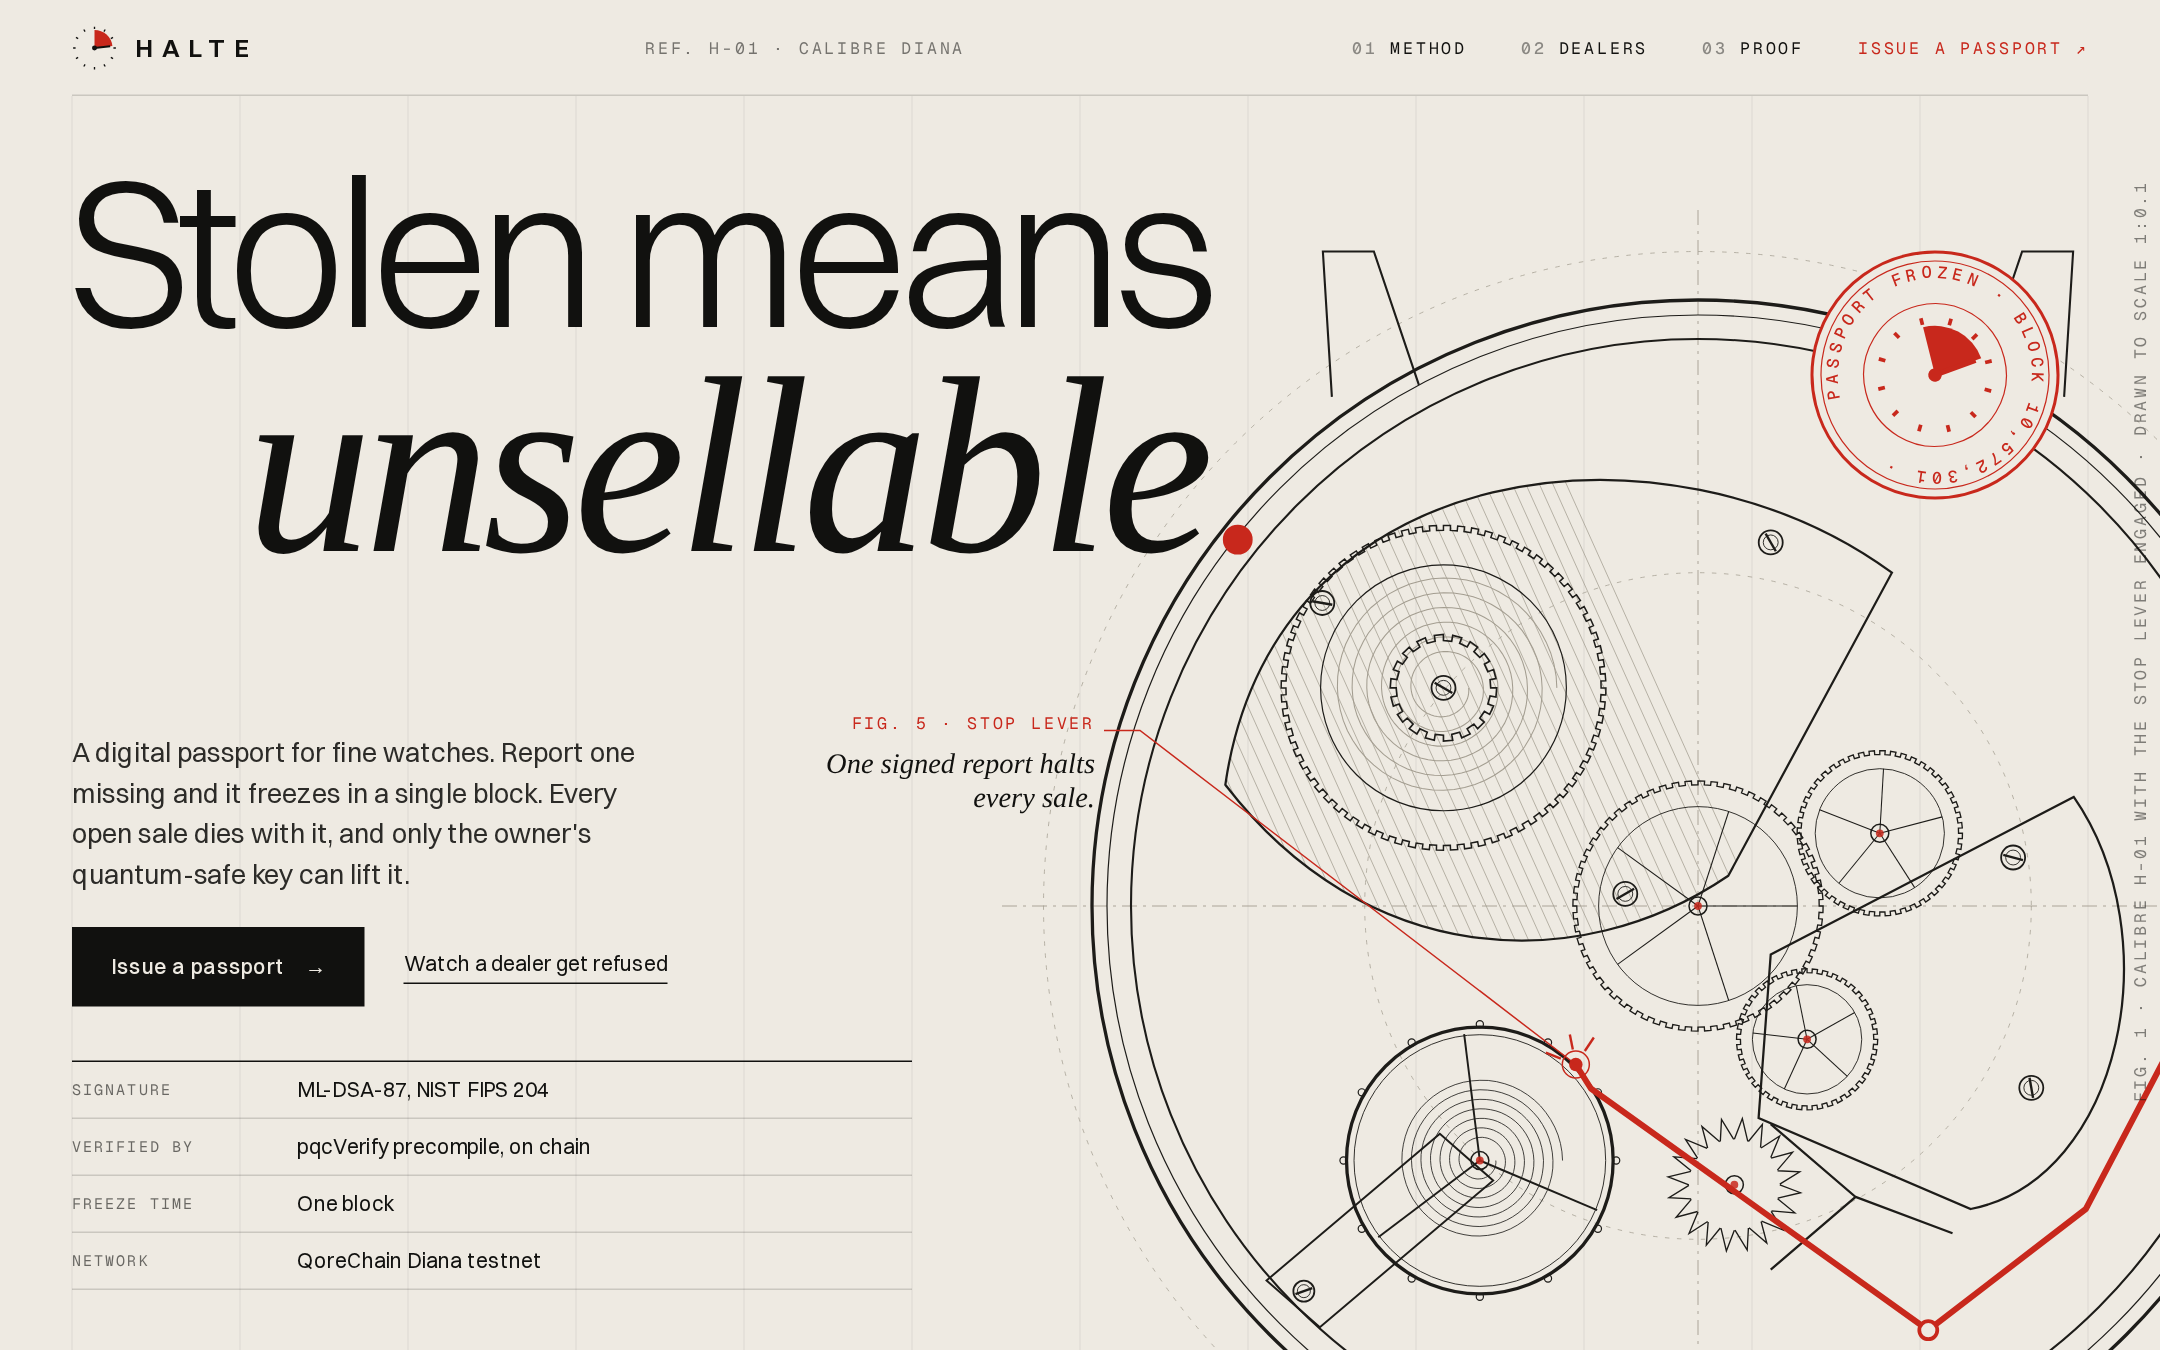 HALTE
REF. H-01 · CALIBRE DIANA
01 METHOD
02 DEALERS
03 PROOF
ISSUE A PASSPORT ↗
Stolen means
unsellable
PASSPORT FROZEN · BLOCK 10,572,301 ·
FIG. 5 · STOP LEVER
One signed report halts
every sale.
A digital passport for fine watches. Report one
missing and it freezes in a single block. Every
open sale dies with it, and only the owner's
quantum-safe key can lift it.
Issue a passport →
Watch a dealer get refused
SIGNATURE ML-DSA-87, NIST FIPS 204
VERIFIED BY pqcVerify precompile, on chain
FREEZE TIME One block
NETWORK QoreChain Diana testnet
FIG. 1 · CALIBRE H-01 WITH THE STOP LEVER ENGAGED · DRAWN TO SCALE 1:0.1